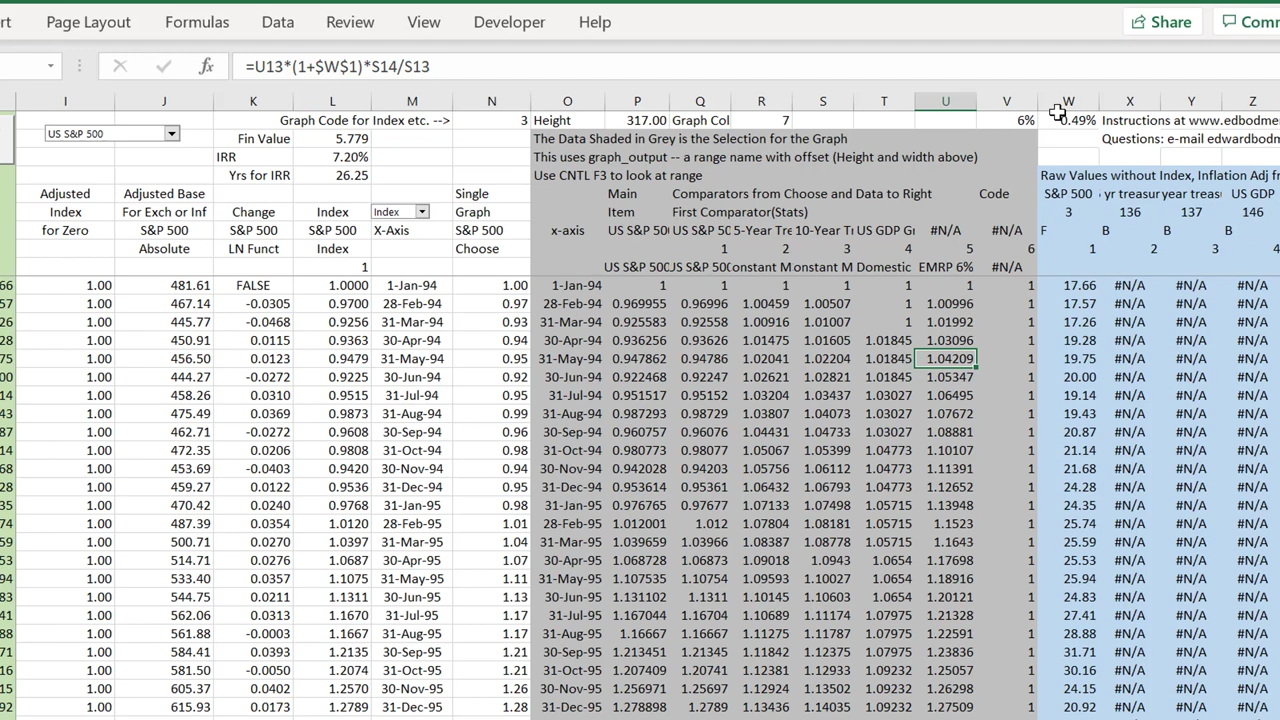 rt Page Layout Formulas Data Review View Developer Help Share Comm
fx =U13*(1+$W$1)*S14/S13
I J K L M N O P Q R S T U V W X Y Z
US S&P 500 Graph Code for Index etc. --> 3 Height 317.00 Graph Col 7 6% 0.49% Instructions at www.edbodmer
Fin Value 5.779 The Data Shaded in Grey is the Selection for the Graph Questions: e-mail edwardbodm
IRR 7.20% This uses graph_output -- a range name with offset (Height and width above)
Yrs for IRR 26.25 Use CNTL F3 to look at range Raw Values without Index, Inflation Adj fr
Adjusted Adjusted Base Single Main Comparators from Choose and Data to Right Code S&P 500 yr treasur year treasu US GDP
Index For Exch or Inf Change Index Index Graph Item First Comparator(Stats) 3 136 137 146
for Zero S&P 500 S&P 500 S&P 500 X-Axis S&P 500 x-axis US S&P 500 US S&P 50C 5-Year Tre 10-Year Tr US GDP Gr #N/A #N/A F B B B
Absolute LN Funct Index Choose 1 2 3 4 5 6 1 2 3 4
1 US S&P 500 US S&P 500 Constant M Constant M Domestic EMRP 6% #N/A
66 1.00 481.61 FALSE 1.0000 1-Jan-94 1.00 1-Jan-94 1 1 1 1 1 1 1 17.66 #N/A #N/A #N/A
57 1.00 467.14 -0.0305 0.9700 28-Feb-94 0.97 28-Feb-94 0.969955 0.96996 1.00459 1.00507 1 1.00996 1 17.57 #N/A #N/A #N/A
26 1.00 445.77 -0.0468 0.9256 31-Mar-94 0.93 31-Mar-94 0.925583 0.92558 1.00916 1.01007 1 1.01992 1 17.26 #N/A #N/A #N/A
28 1.00 450.91 0.0115 0.9363 30-Apr-94 0.94 30-Apr-94 0.936256 0.93626 1.01475 1.01605 1.01845 1.03096 1 19.28 #N/A #N/A #N/A
75 1.00 456.50 0.0123 0.9479 31-May-94 0.95 31-May-94 0.947862 0.94786 1.02041 1.02204 1.01845 1.04209 1 19.75 #N/A #N/A #N/A
00 1.00 444.27 -0.0272 0.9225 30-Jun-94 0.92 30-Jun-94 0.922468 0.92247 1.02621 1.02821 1.01845 1.05347 1 20.00 #N/A #N/A #N/A
14 1.00 458.26 0.0310 0.9515 31-Jul-94 0.95 31-Jul-94 0.951517 0.95152 1.03204 1.03438 1.03027 1.06495 1 19.14 #N/A #N/A #N/A
43 1.00 475.49 0.0369 0.9873 31-Aug-94 0.99 31-Aug-94 0.987293 0.98729 1.03807 1.04073 1.03027 1.07672 1 19.43 #N/A #N/A #N/A
87 1.00 462.71 -0.0272 0.9608 30-Sep-94 0.96 30-Sep-94 0.960757 0.96076 1.04431 1.04733 1.03027 1.08881 1 20.87 #N/A #N/A #N/A
14 1.00 472.35 0.0206 0.9808 31-Oct-94 0.98 31-Oct-94 0.980773 0.98077 1.05067 1.05403 1.04773 1.10107 1 21.14 #N/A #N/A #N/A
68 1.00 453.69 -0.0403 0.9420 30-Nov-94 0.94 30-Nov-94 0.942028 0.94203 1.05756 1.06112 1.04773 1.11391 1 21.68 #N/A #N/A #N/A
28 1.00 459.27 0.0122 0.9536 31-Dec-94 0.95 31-Dec-94 0.953614 0.95361 1.06432 1.06793 1.04773 1.12652 1 24.28 #N/A #N/A #N/A
35 1.00 470.42 0.0240 0.9768 31-Jan-95 0.98 31-Jan-95 0.976765 0.97677 1.07133 1.07498 1.05715 1.13948 1 24.35 #N/A #N/A #N/A
74 1.00 487.39 0.0354 1.0120 28-Feb-95 1.01 28-Feb-95 1.012001 1.012 1.07804 1.08181 1.05715 1.1523 1 25.74 #N/A #N/A #N/A
91 1.00 500.71 0.0270 1.0397 31-Mar-95 1.04 31-Mar-95 1.039659 1.03966 1.08387 1.08778 1.05715 1.1643 1 25.59 #N/A #N/A #N/A
53 1.00 514.71 0.0276 1.0687 30-Apr-95 1.07 30-Apr-95 1.068728 1.06873 1.09018 1.0943 1.0654 1.17698 1 25.53 #N/A #N/A #N/A
94 1.00 533.40 0.0357 1.1075 31-May-95 1.11 31-May-95 1.107535 1.10754 1.09593 1.10027 1.0654 1.18916 1 25.94 #N/A #N/A #N/A
83 1.00 544.75 0.0211 1.1311 30-Jun-95 1.13 30-Jun-95 1.131102 1.1311 1.10145 1.10603 1.0654 1.20121 1 24.83 #N/A #N/A #N/A
41 1.00 562.06 0.0313 1.1670 31-Jul-95 1.17 31-Jul-95 1.167044 1.16704 1.10689 1.11174 1.07975 1.21328 1 27.41 #N/A #N/A #N/A
88 1.00 561.88 -0.0003 1.1667 31-Aug-95 1.17 31-Aug-95 1.16667 1.16667 1.11275 1.11787 1.07975 1.22591 1 28.88 #N/A #N/A #N/A
71 1.00 584.41 0.0393 1.2134 30-Sep-95 1.21 30-Sep-95 1.213451 1.21345 1.11842 1.12375 1.07975 1.23836 1 31.71 #N/A #N/A #N/A
16 1.00 581.50 -0.0050 1.2074 31-Oct-95 1.21 31-Oct-95 1.207409 1.20741 1.12381 1.12933 1.09232 1.25057 1 30.16 #N/A #N/A #N/A
15 1.00 605.37 0.0402 1.2570 30-Nov-95 1.26 30-Nov-95 1.256971 1.25697 1.12924 1.13492 1.09232 1.26298 1 24.15 #N/A #N/A #N/A
92 1.00 615.93 0.0173 1.2789 31-Dec-95 1.28 31-Dec-95 1.278898 1.2789 1.13436 1.14016 1.09232 1.27509 1 20.92 #N/A #N/A #N/A